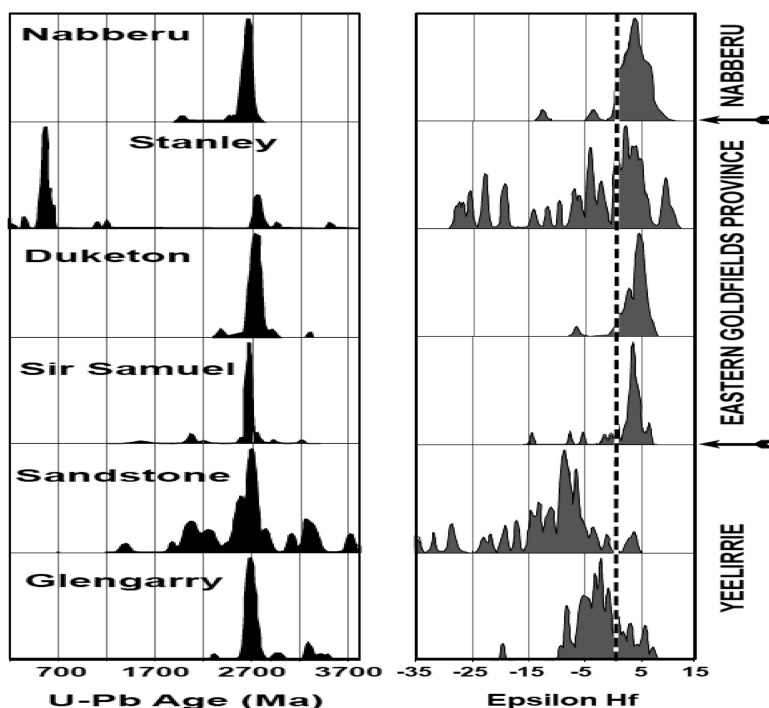 Nabberu
Stanley
Duketon
Sir Samuel
Sandstone
Glengarry
700 1700 2700 3700
U-Pb Age (Ma)
-35 -25 -15 -5 5 15
Epsilon Hf
NABBERU
EASTERN GOLDFIELDS PROVINCE
YEELIRRIE